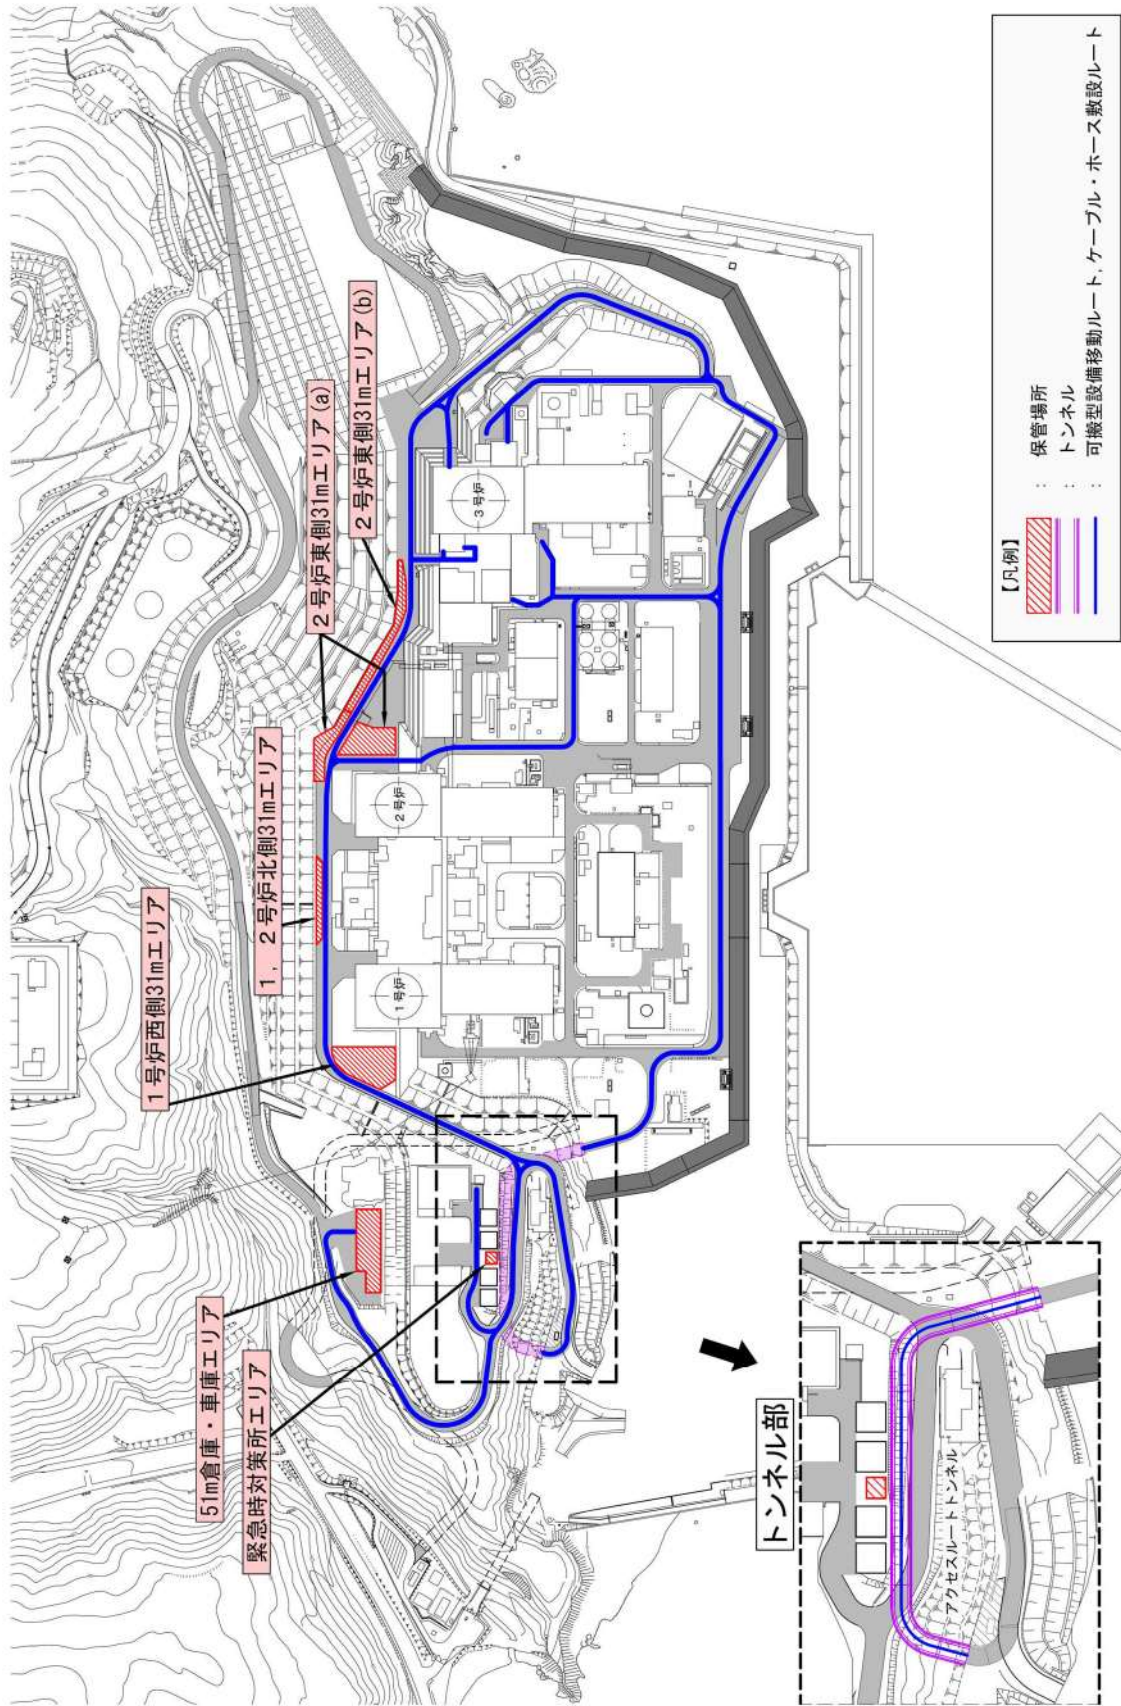 51m倉庫・車庫エリア
緊急時対策所エリア
1号炉西側31mエリア
1，2号炉北側31mエリア
2号炉東側31mエリア(a)
2号炉東側31mエリア(b)
1号炉
2号炉
3号炉
トンネル部
アクセスルートトンネル
【凡例】
： 保管場所
： トンネル
： 可搬型設備移動ルート，ケーブル・ホース敷設ルート